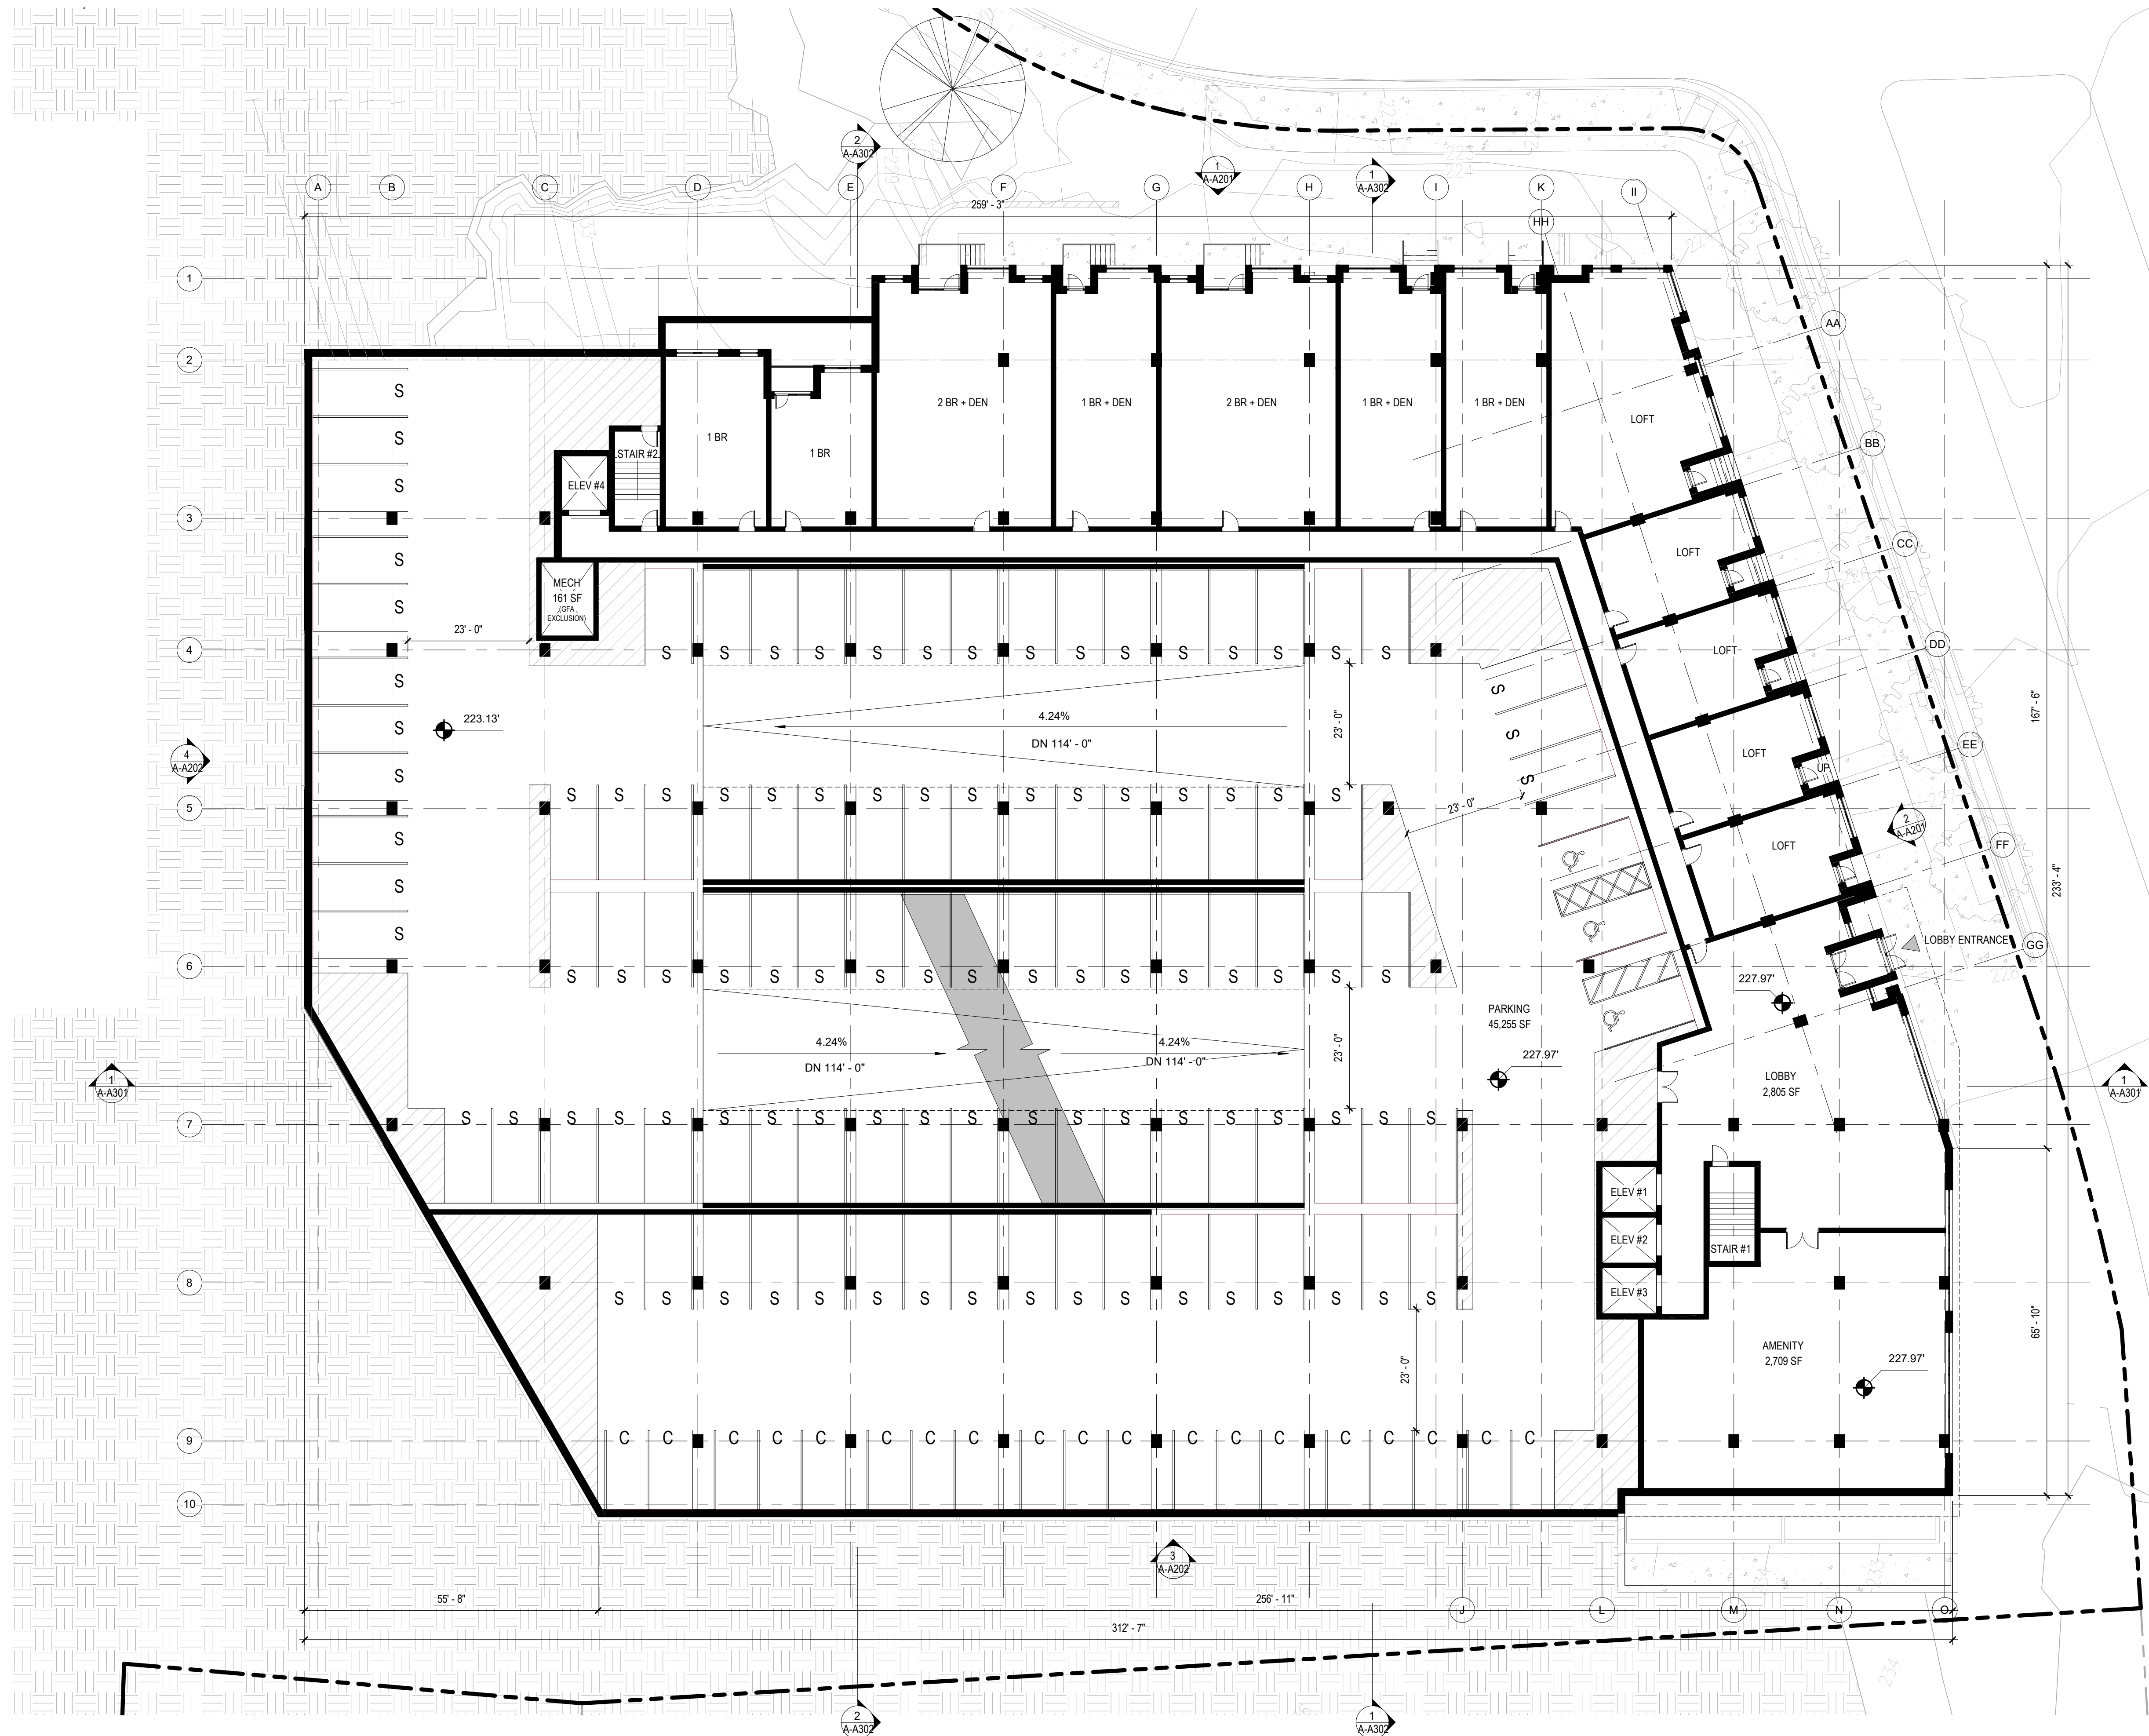 2
A-A302
1
A-A201
1
A-A302
A
B
C
D
E
F
G
H
I
K
II
HH
259' - 3"
223
224
1
2
3
4
5
6
7
8
9
10
AA
BB
CC
DD
EE
FF
GG
2 BR + DEN
1 BR + DEN
2 BR + DEN
1 BR + DEN
1 BR + DEN
LOFT
1 BR
1 BR
STAIR #2
ELEV #4
LOFT
LOFT
LOFT
LOFT
UP
MECH
161 SF
(GFA
EXCLUSION)
23' - 0"
S
S
S
S
S
S
S
S
S
S
S
S
S S S S S S S S S S S S S S S S
223.13'
4.24%
DN 114' - 0"
23' - 0"
S
S
S
23' - 0"
167' - 6"
233' - 4"
4
A-A202
2
A-A201
S S S S S S S S S S S S S S S S S
LOBBY ENTRANCE
S S S S S S S S S S S S S S S S S S
227.97'
PARKING
45,255 SF
227.97'
4.24%
DN 114' - 0"
4.24%
DN 114' - 0"
23' - 0"
LOBBY
2,805 SF
1
A-A301
1
A-A301
S S S S S S S S S S S S S S S S S S S S S
ELEV #1
ELEV #2
ELEV #3
STAIR #1
S S S S S S S S S S S S S S S S S S
23' - 0"
AMENITY
2,709 SF
227.97'
65' - 10"
C C C C C C C C C C C C C C C C C C C C
3
A-A202
55' - 8"
256' - 11"
312' - 7"
J
L
M
N
O
234
233
234
2
A-A302
1
A-A302